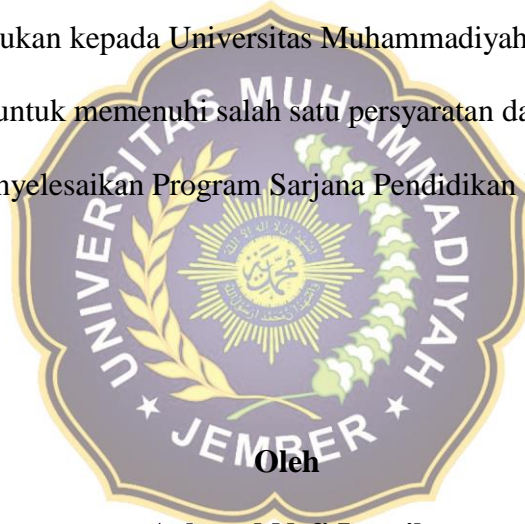 ukan kepada Universitas Muhammadiyah
untuk memenuhi salah satu persyaratan da
nyelesaikan Program Sarjana Pendidikan
UNIVERSITAS MUHAMMADIYAH
JEMBER
Oleh